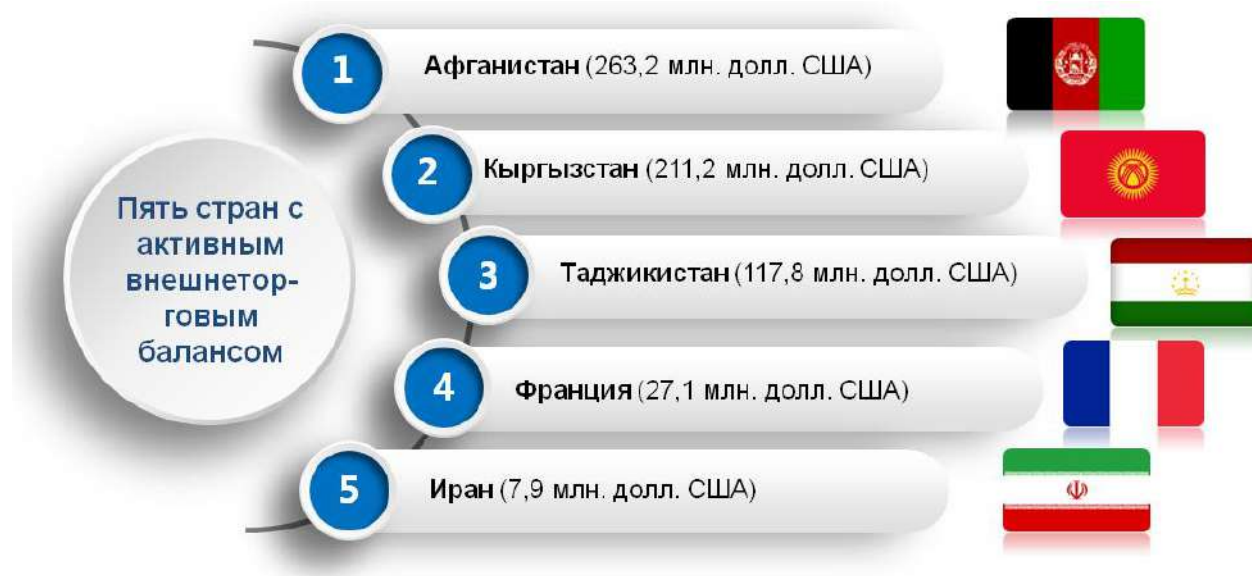 Пять стран с
активным
внешнетор-
говым
балансом
1
Афганистан (263,2 млн. долл. США)
2
Кыргызстан (211,2 млн. долл. США)
3
Таджикистан (117,8 млн. долл. США)
4
Франция (27,1 млн. долл. США)
5
Иран (7,9 млн. долл. США)